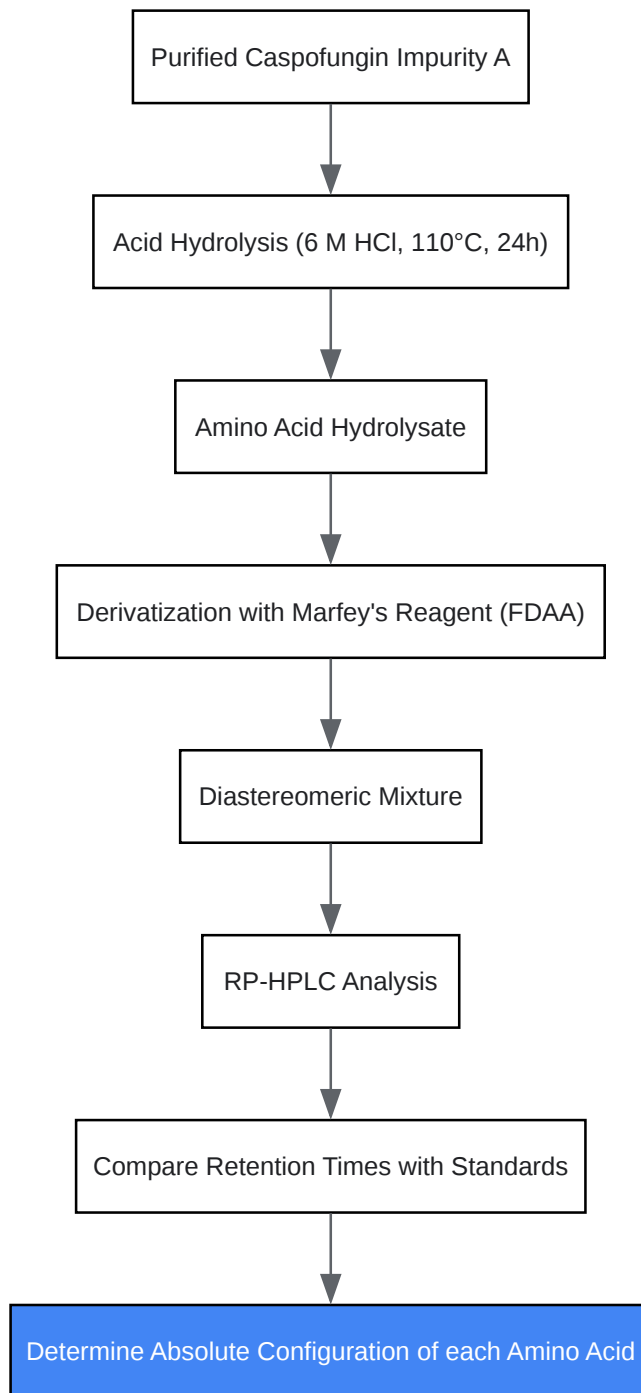 Purified Caspofungin Impurity A
Acid Hydrolysis (6 M HCl, 110°C, 24h)
Amino Acid Hydrolysate
Derivatization with Marfey's Reagent (FDAA)
Diastereomeric Mixture
RP-HPLC Analysis
Compare Retention Times with Standards
Determine Absolute Configuration of each Amino Acid